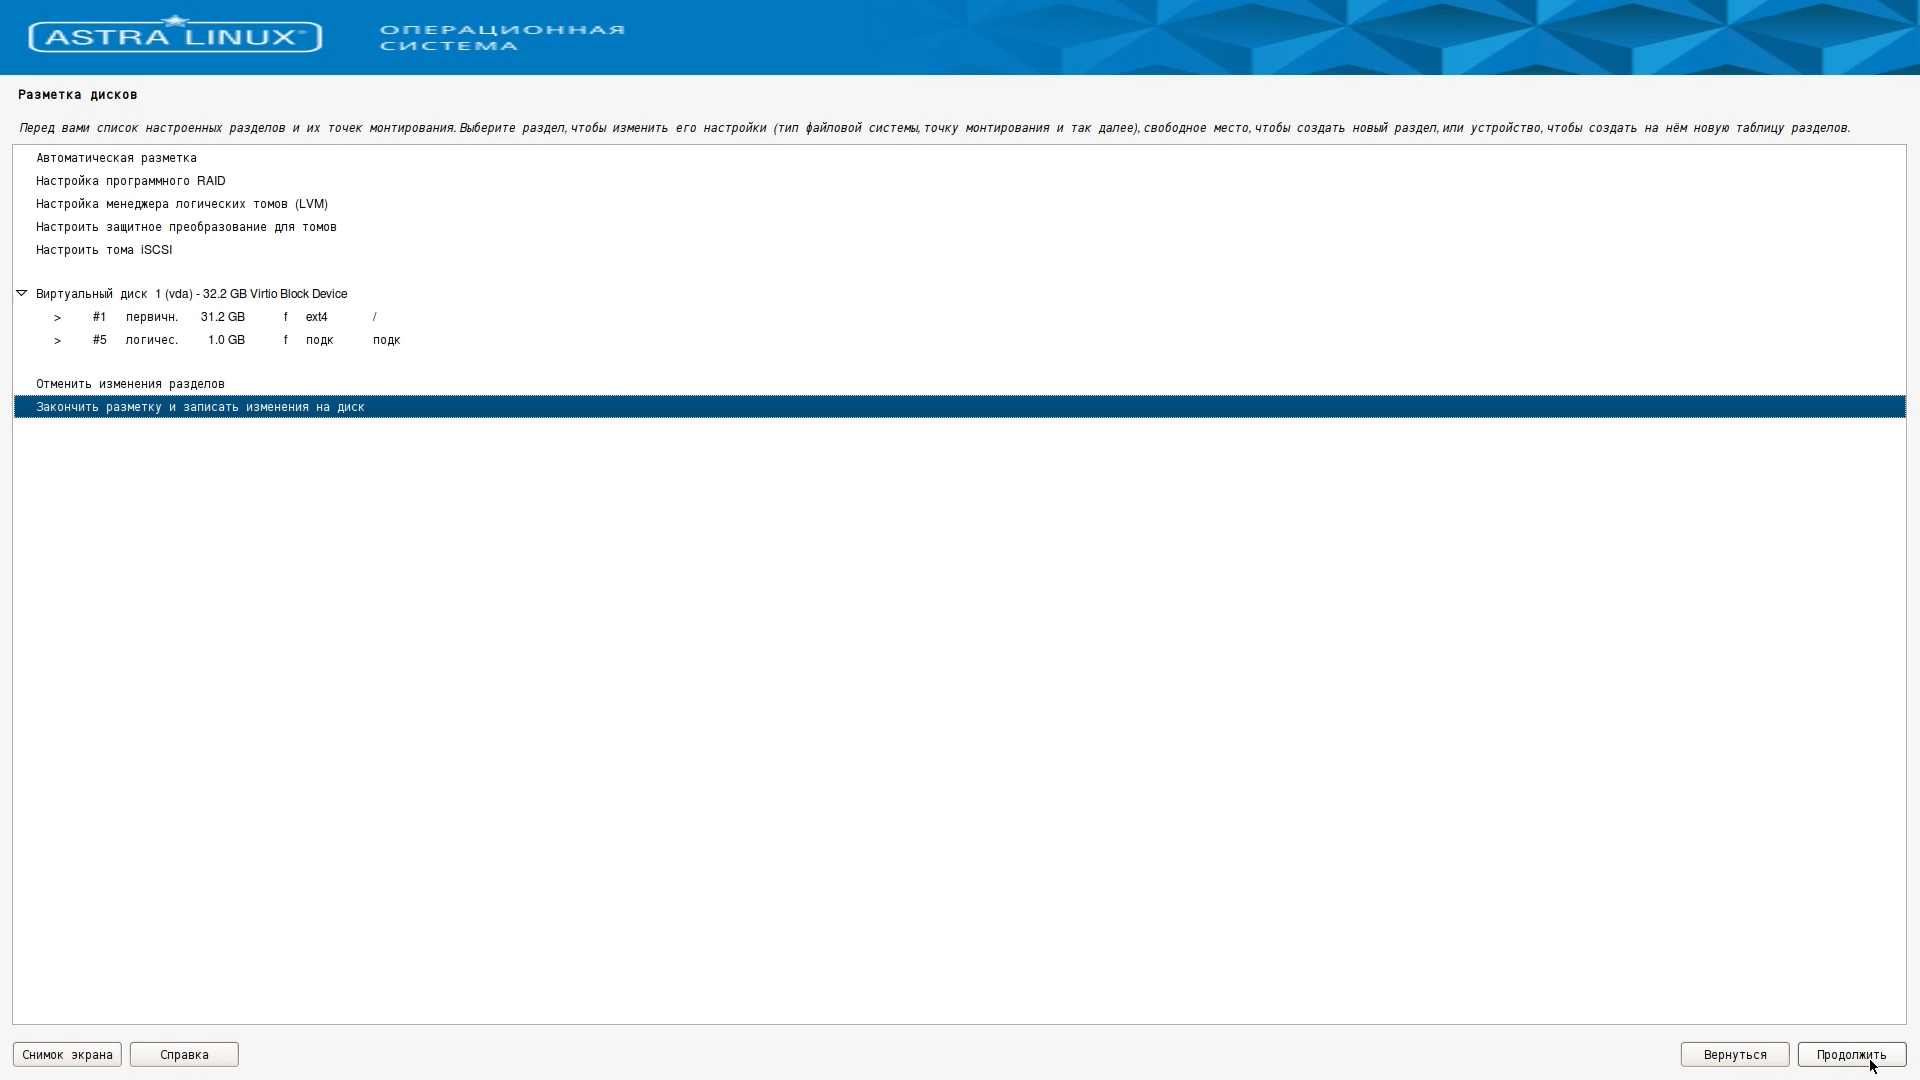 ASTRA LINUX®
ОПЕРАЦИОННАЯ
СИСТЕМА
Разметка дисков
Перед вами список настроенных разделов и их точек монтирования. Выберите раздел, чтобы изменить его настройки (тип файловой системы, точку монтирования и так далее), свободное место, чтобы создать новый раздел, или устройство, чтобы создать на нём новую таблицу разделов.
Автоматическая разметка
Настройка программного RAID
Настройка менеджера логических томов (LVM)
Настроить защитное преобразование для томов
Настроить тома iSCSI
Виртуальный диск 1 (vda) - 32.2 GB Virtio Block Device
> #1 первичн. 31.2 GB f ext4 /
> #5 логичес. 1.0 GB f подк подк
Отменить изменения разделов
Закончить разметку и записать изменения на диск
Снимок экрана Справка Вернуться Продолжить